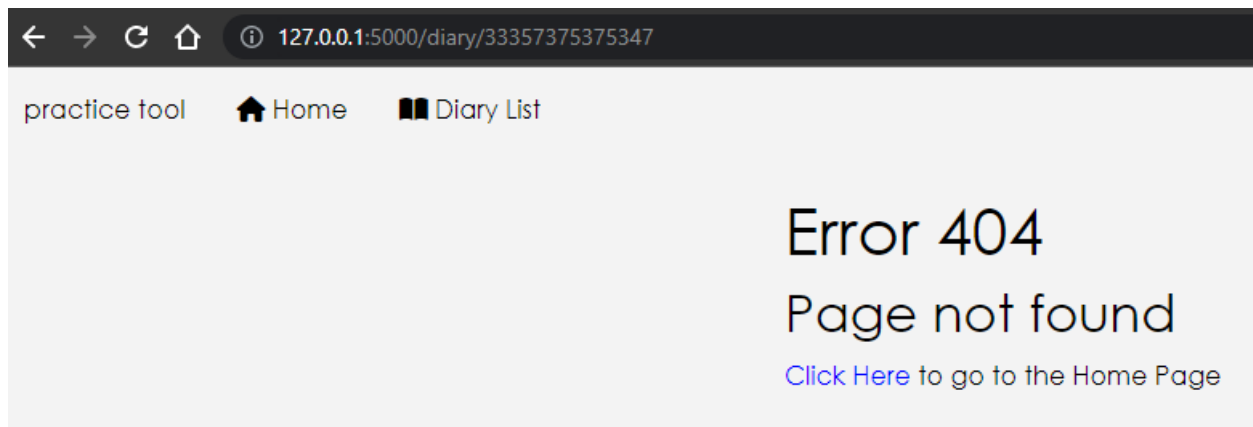 127.0.0.1:5000/diary/33357375375347
practice tool Home Diary List
Error 404
Page not found
Click Here to go to the Home Page